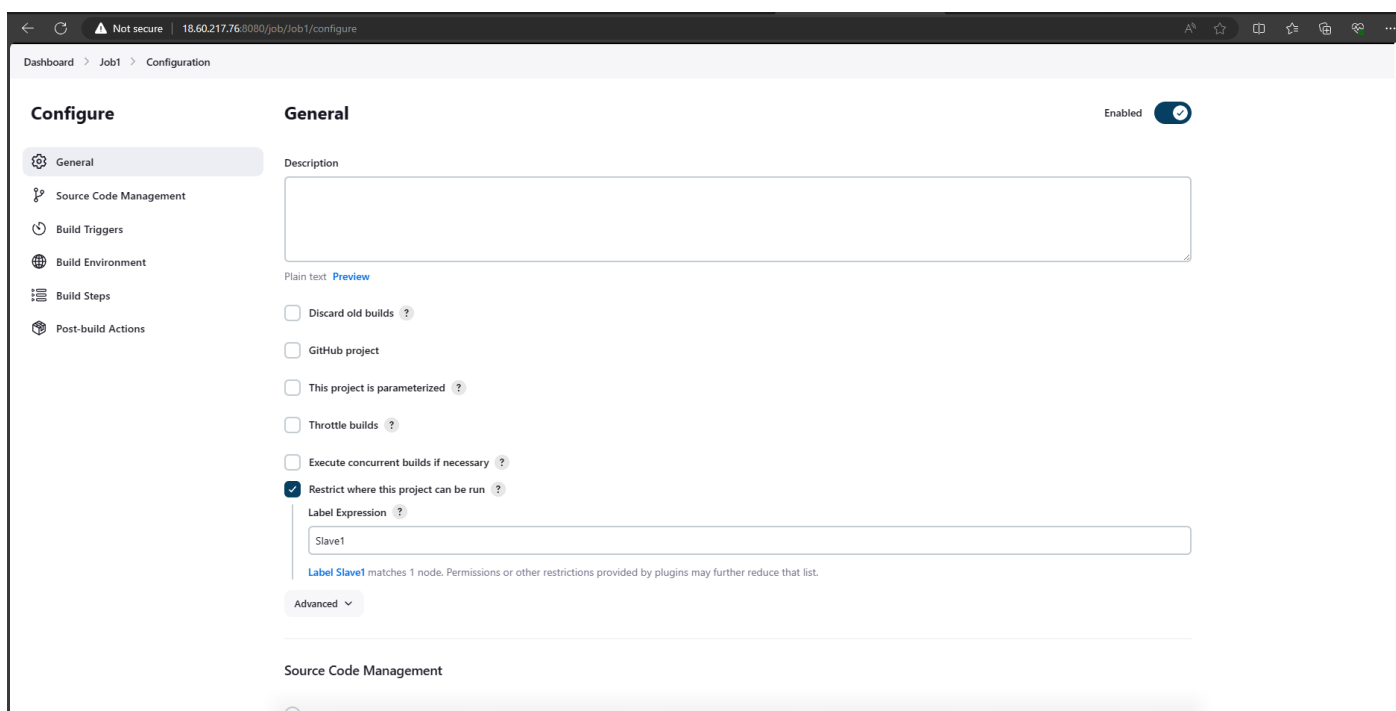 Not secure | 18.60.217.76:8080/job/Job1/configure
Dashboard > Job1 > Configuration
Configure
General
Source Code Management
Build Triggers
Build Environment
Build Steps
Post-build Actions
General
Enabled
Description
Plain text Preview
Discard old builds ?
GitHub project
This project is parameterized ?
Throttle builds ?
Execute concurrent builds if necessary ?
Restrict where this project can be run ?
Label Expression ?
Slave1
Label Slave1 matches 1 node. Permissions or other restrictions provided by plugins may further reduce that list.
Advanced
Source Code Management